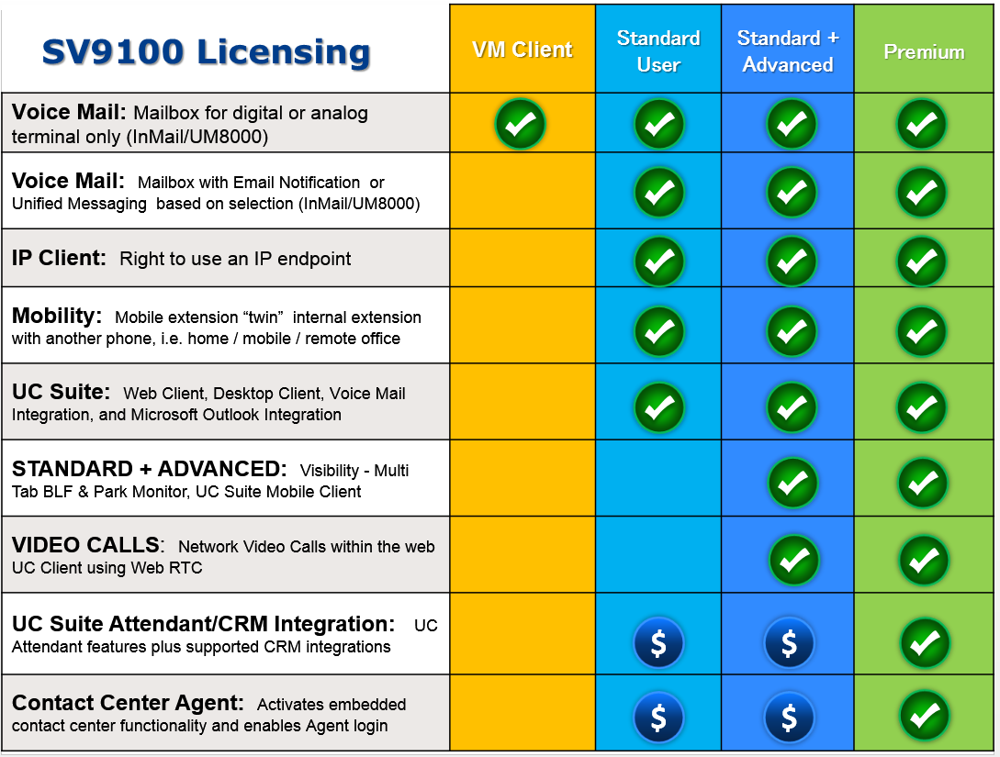 SV9100 Licensing
VM Client
Standard
User
Standard +
Advanced
Premium
Voice Mail: Mailbox for digital or analog
terminal only (InMail/UM8000)
Voice Mail: Mailbox with Email Notification or
Unified Messaging based on selection (InMail/UM8000)
IP Client: Right to use an IP endpoint
Mobility: Mobile extension “twin” internal extension
with another phone, i.e. home / mobile / remote office
UC Suite: Web Client, Desktop Client, Voice Mail
Integration, and Microsoft Outlook Integration
STANDARD + ADVANCED: Visibility - Multi
Tab BLF & Park Monitor, UC Suite Mobile Client
VIDEO CALLS: Network Video Calls within the web
UC Client using Web RTC
UC Suite Attendant/CRM Integration: UC
Attendant features plus supported CRM integrations
$ $
Contact Center Agent: Activates embedded
contact center functionality and enables Agent login
$ $